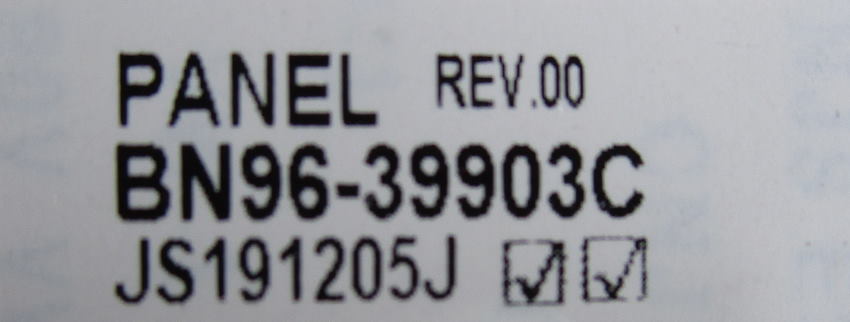 PANEL REV.00
BN96-39903C
JS191205J ☑ ☑